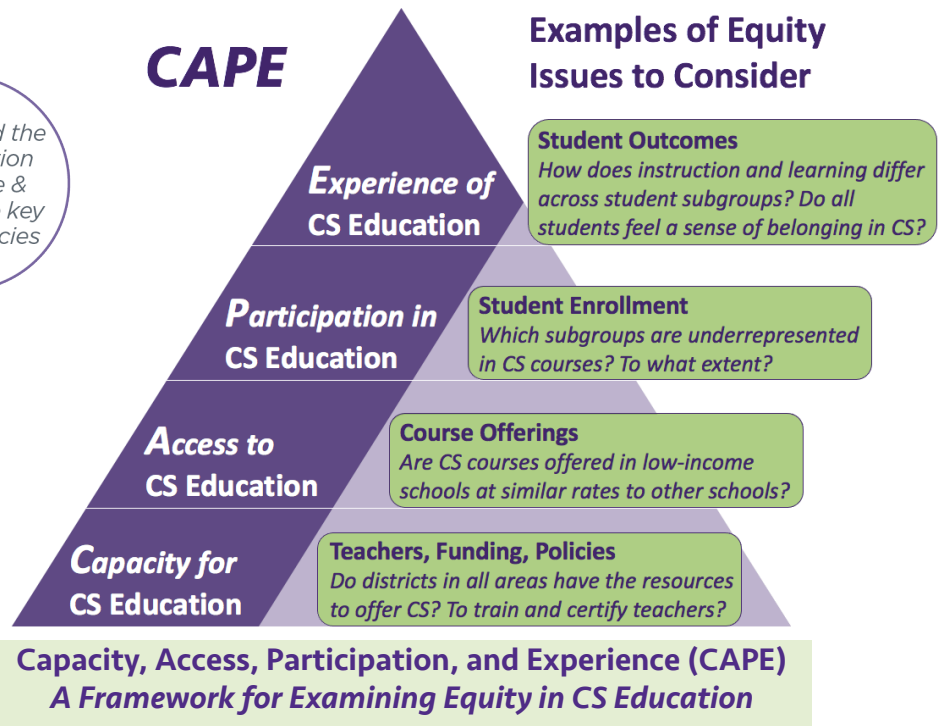 CAPE
Examples of Equity
Issues to Consider
the
&
key
Experience of
CS Education
Student Outcomes
How does instruction and learning differ
across student subgroups? Do all
students feel a sense of belonging in CS?
Participation in
CS Education
Student Enrollment
Which subgroups are underrepresented
in CS courses? To what extent?
Access to
CS Education
Course Offerings
Are CS courses offered in low-income
schools at similar rates to other schools?
Capacity for
CS Education
Teachers, Funding, Policies
Do districts in all areas have the resources
to offer CS? To train and certify teachers?
Capacity, Access, Participation, and Experience (CAPE)
A Framework for Examining Equity in CS Education